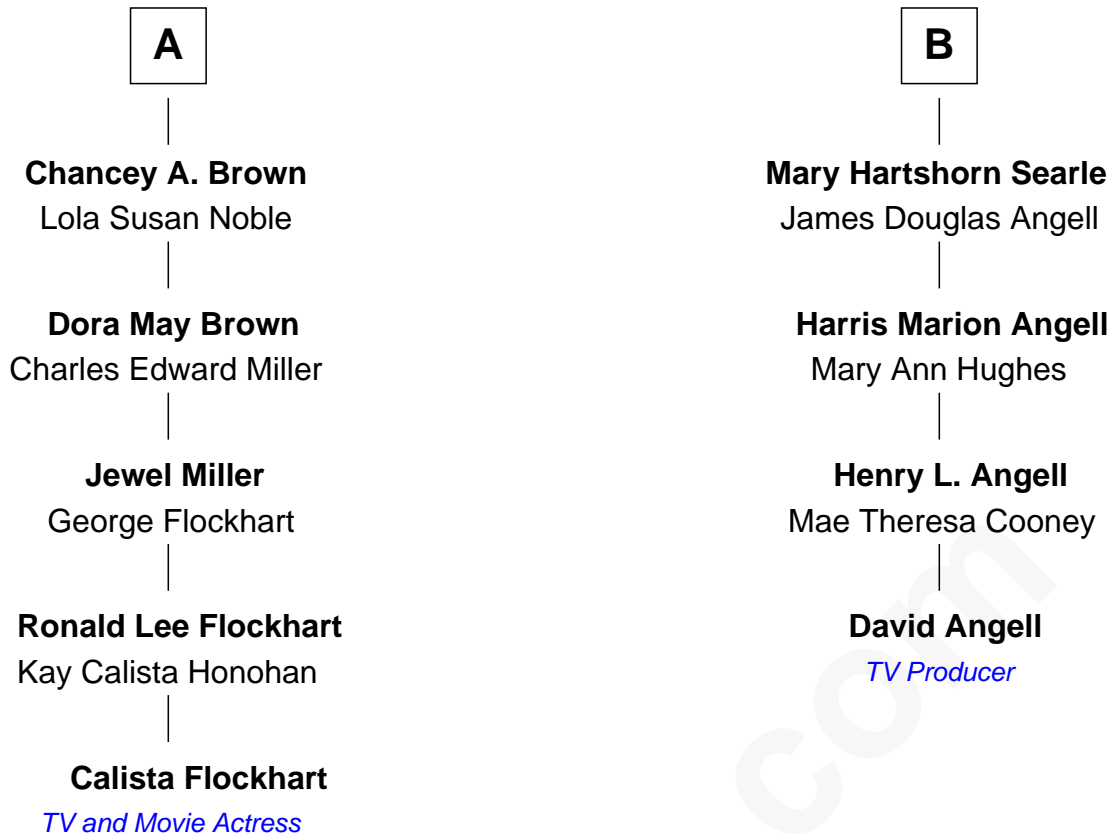 A
Chancey A. Brown
Lola Susan Noble
Dora May Brown
Charles Edward Miller
Jewel Miller
George Flockhart
Ronald Lee Flockhart
Kay Calista Honohan
Calista Flockhart
TV and Movie Actress
B
Mary Hartshorn Searle
James Douglas Angell
Harris Marion Angell
Mary Ann Hughes
Henry L. Angell
Mae Theresa Cooney
David Angell
TV Producer
com